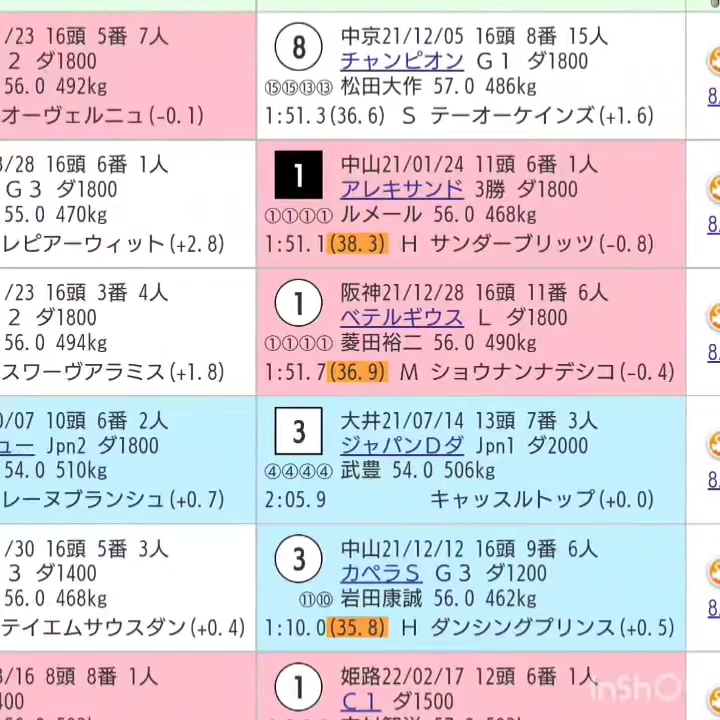 /23 16頭 5番 7人
2 ダ1800
56.0 492kg
オーヴェルニュ(-0.1)
8
中京21/12/05 16頭 8番 15人
チャンピオン G1 ダ1800
⑮⑮⑬⑬ 松田大作 57.0 486kg
1:51.3(36.6) S テーオーケインズ(+1.6)
8
/28 16頭 6番 1人
G3 ダ1800
55.0 470kg
レピアーウィット(+2.8)
1
中山21/01/24 11頭 6番 1人
アレキサンド 3勝 ダ1800
①①①① ルメール 56.0 468kg
1:51.1(38.3) H サンダーブリッツ(-0.8)
8
/23 16頭 3番 4人
2 ダ1800
56.0 494kg
スワーヴアラミス(+1.8)
1
阪神21/12/28 16頭 11番 6人
ベテルギウス L ダ1800
①①①① 菱田裕二 56.0 490kg
1:51.7(36.9) M ショウナンナデシコ(-0.4)
8
/07 10頭 6番 2人
ュー Jpn2 ダ1800
54.0 510kg
レーヌブランシュ(+0.7)
3
大井21/07/14 13頭 7番 3人
ジャパンDダ Jpn1 ダ2000
④④④④ 武豊 54.0 506kg
2:05.9 キャッスルトップ(+0.0)
8
/30 16頭 5番 3人
3 ダ1400
56.0 468kg
テイエムサウスダン(+0.4)
3
中山21/12/12 16頭 9番 6人
カペラS G3 ダ1200
⑪⑩ 岩田康誠 56.0 462kg
1:10.0(35.8) H ダンシングプリンス(+0.5)
8
/16 8頭 8番 1人
400
1
姫路22/02/17 12頭 6番 1人
C1 ダ1500
InShO